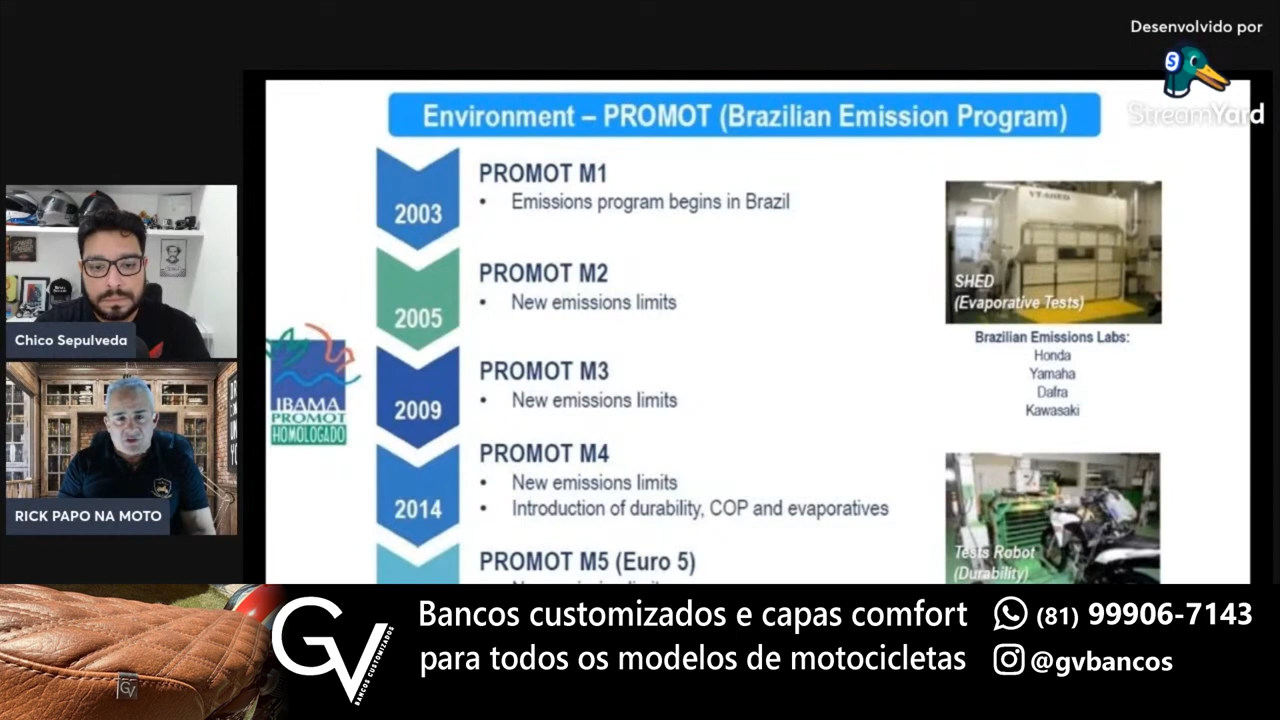 Desenvolvido por
StreamYard
Environment – PROMOT (Brazilian Emission Program)
2003
PROMOT M1
• Emissions program begins in Brazil
2005
PROMOT M2
• New emissions limits
2009
PROMOT M3
• New emissions limits
2014
PROMOT M4
• New emissions limits
• Introduction of durability, COP and evaporatives
PROMOT M5 (Euro 5)
IBAMA
PROMOT
HOMOLOGADO
SHED
(Evaporative Tests)
Brazilian Emissions Labs:
Honda
Yamaha
Dafra
Kawasaki
Tests Robot
(Durability)
Chico Sepulveda
RICK PAPO NA MOTO
GV
BANCOS CUSTOMIZADOS
GV
Bancos customizados e capas comfort
para todos os modelos de motocicletas
(81) 99906-7143
@gvbancos